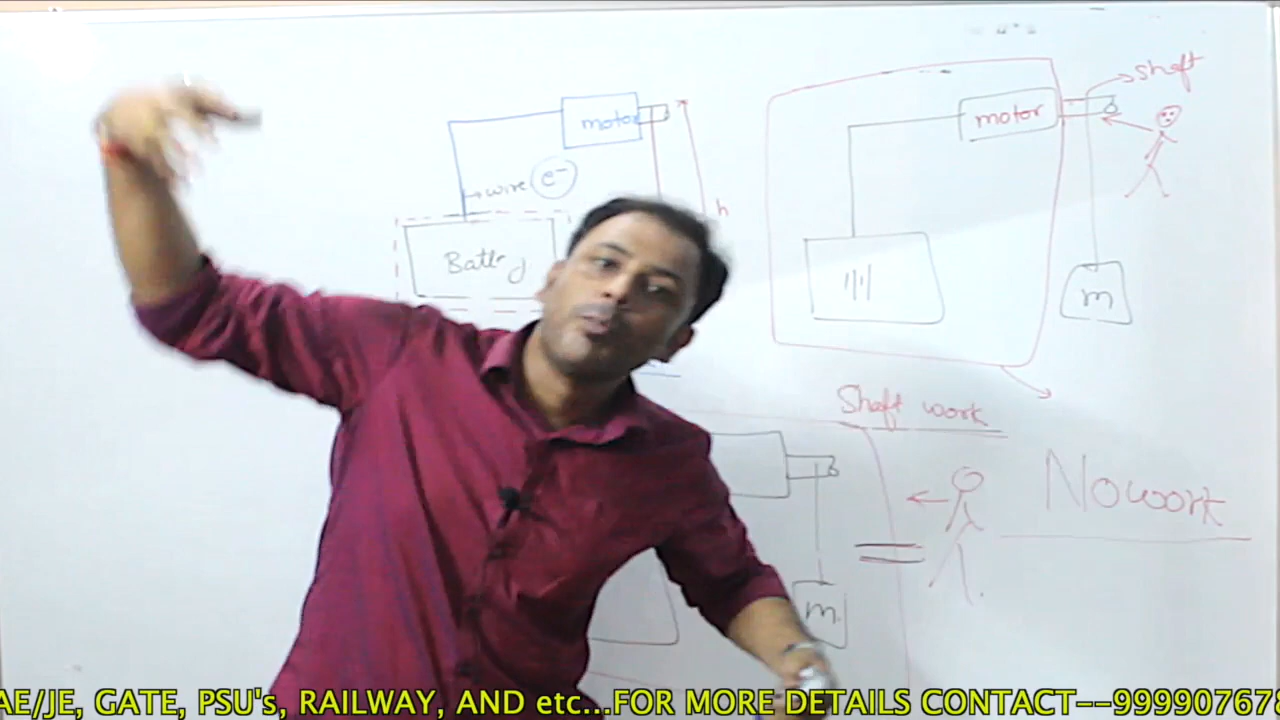 shaft
motor
motor
wire e-
h
Battery
m
Shaft work
No work
m
AE/JE, GATE, PSU's, RAILWAY, AND etc...FOR MORE DETAILS CONTACT--999907678